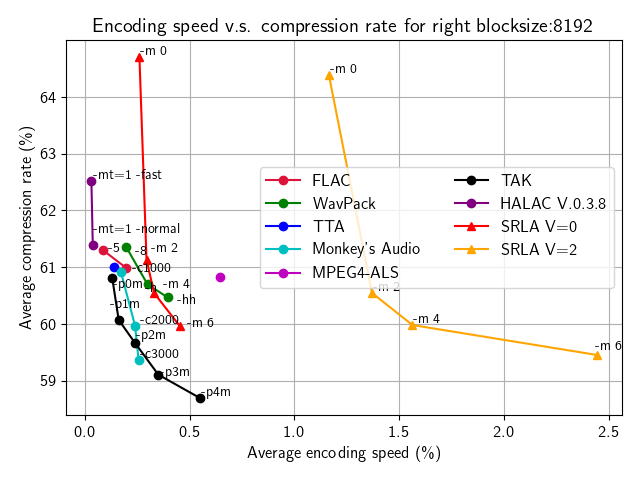 Encoding speed v.s. compression rate for right blocksize:8192
Average compression rate (%)
64
63
62
61
60
59
-m 0
-m 0
-mt=1 -fast
-mt=1 -normal
-5
-8
-m 2
-c1000
-p0m
-h
-m 4
-hh
-p1m
-c2000
-m 6
-p2m
-c3000
-p3m
-p4m
-m 2
-m 4
-m 6
FLAC
WavPack
TTA
Monkey's Audio
MPEG4-ALS
TAK
HALAC V.0.3.8
SRLA V=0
SRLA V=2
0.0
0.5
1.0
1.5
2.0
2.5
Average encoding speed (%)